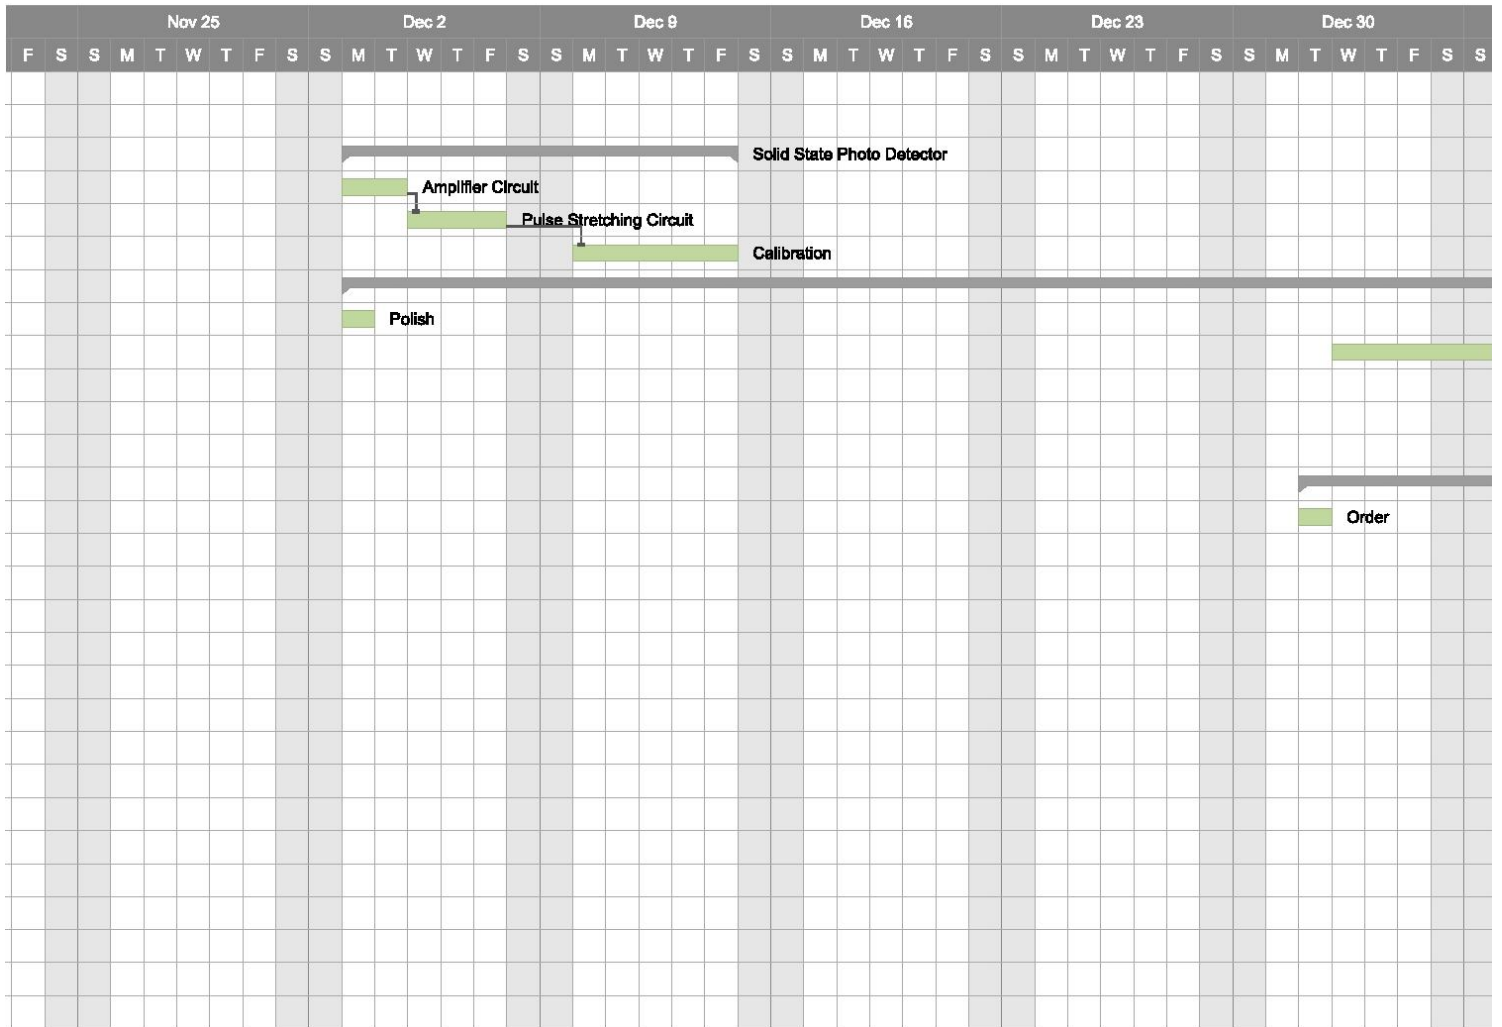 Nov 25 Dec 2 Dec 9 Dec 16 Dec 23 Dec 30
F S S M T W T F S S M T W T F S S M T W T F S S M T W T F S S M T W T F S S M T W T F S S
Solid State Photo Detector
Amplifier Circuit
Pulse Stretching Circuit
Calibration
Polish
Order